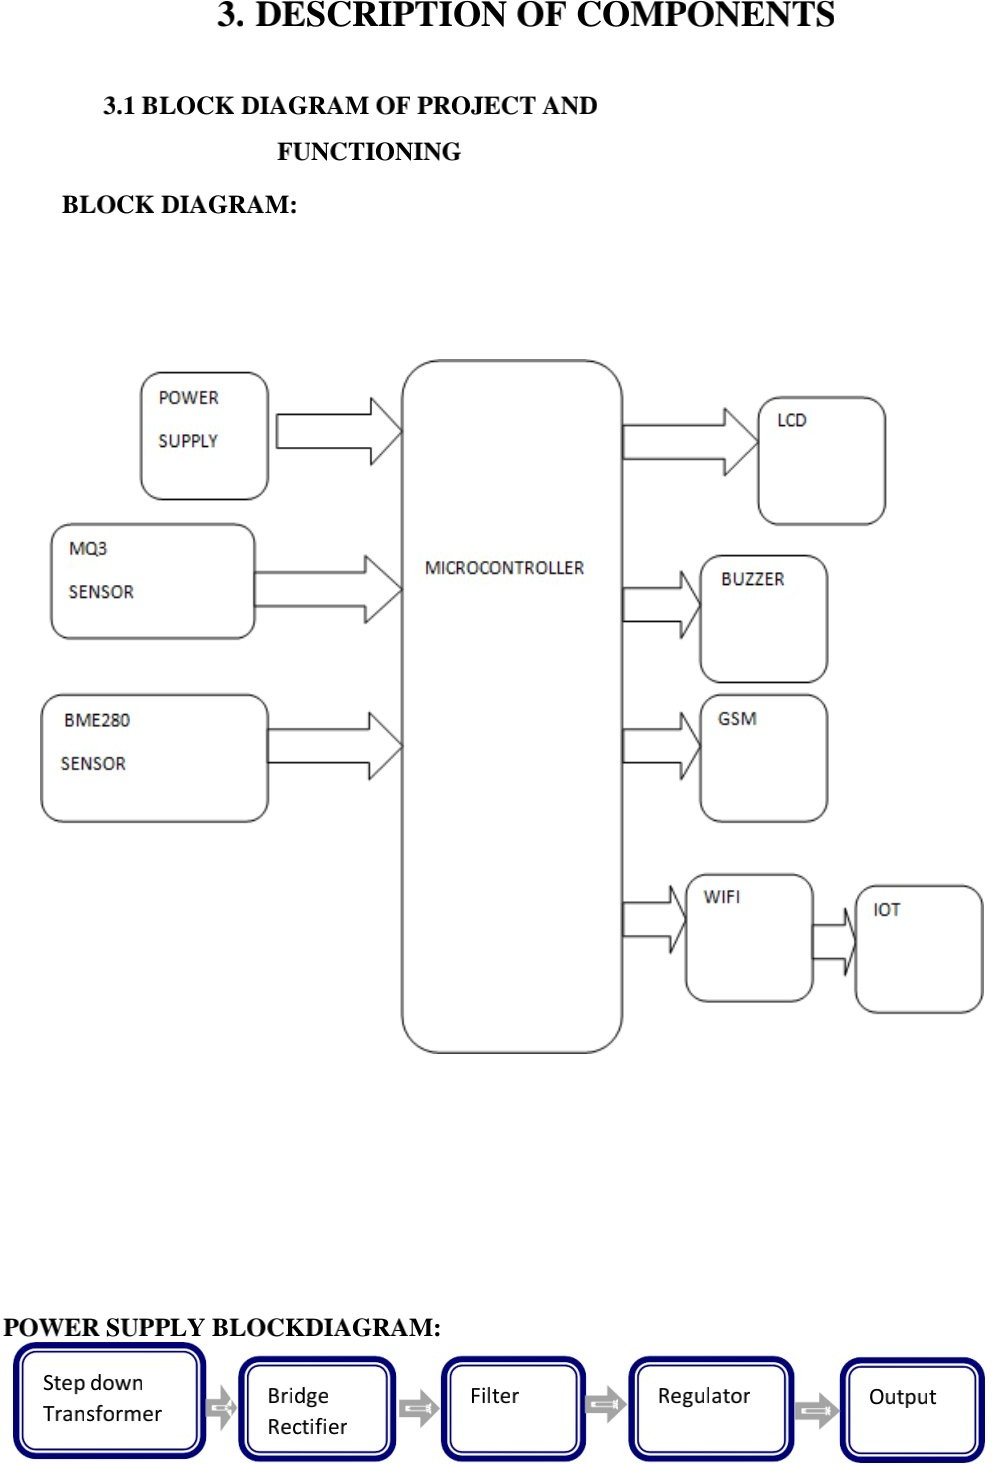 3. DESCRIPTION OF COMPONENTS
3.1 BLOCK DIAGRAM OF PROJECT AND
FUNCTIONING
BLOCK DIAGRAM:
POWER
SUPPLY
LCD
MQ3
SENSOR
MICROCONTROLLER
BUZZER
BME280
SENSOR
GSM
WIFI
IOT
POWER SUPPLY BLOCKDIAGRAM:
Step down
Transformer
Bridge
Rectifier
Filter
Regulator
Output